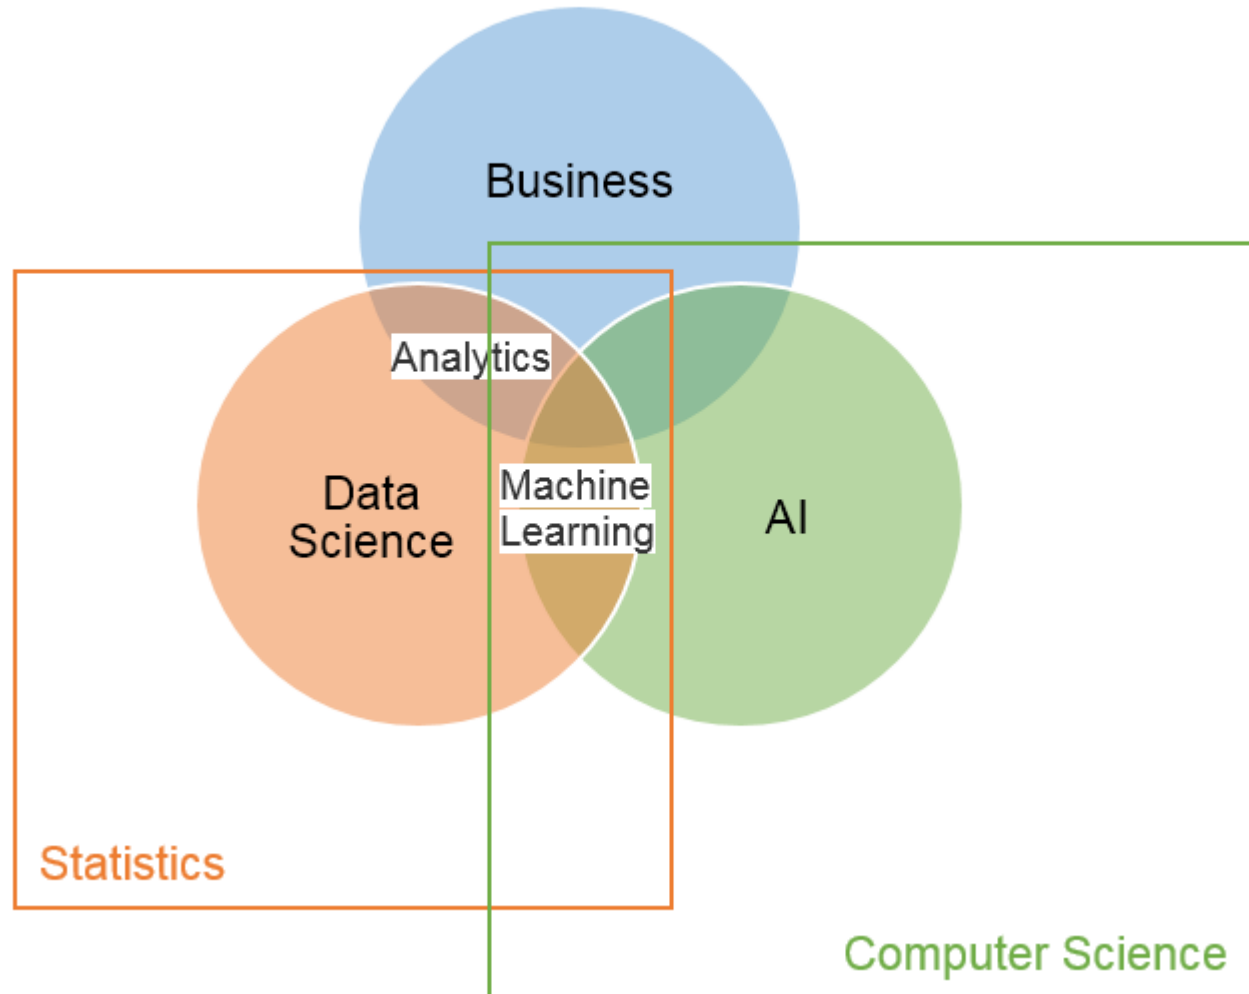 Business
Analytics
Data
Science
Machine
Learning
AI
Statistics
Computer Science